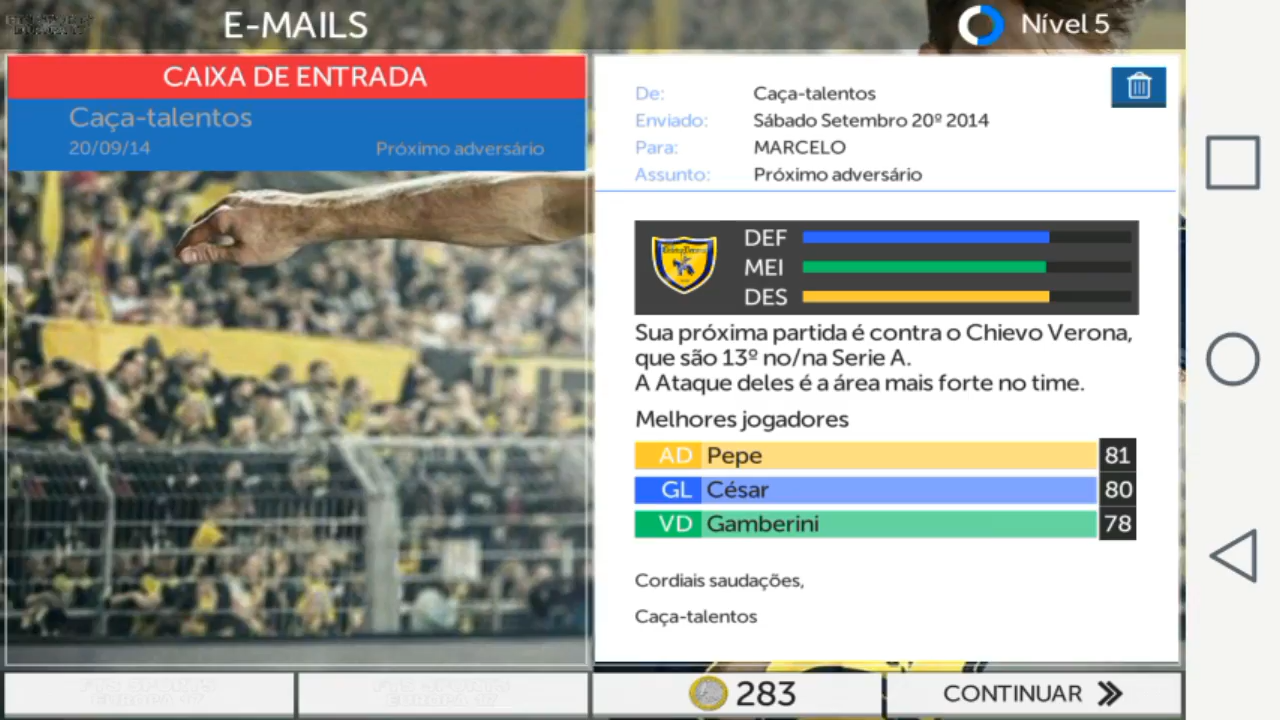 E-MAILS
Nível 5
CAIXA DE ENTRADA
Caça-talentos
20/09/14
Próximo adversário
De: Caça-talentos
Enviado: Sábado Setembro 20º 2014
Para: MARCELO
Assunto: Próximo adversário
DEF
MEI
DES
Sua próxima partida é contra o Chievo Verona,
que são 13º no/na Serie A.
A Ataque deles é a área mais forte no time.
Melhores jogadores
AD Pepe 81
GL César 80
VD Gamberini 78
Cordiais saudações,
Caça-talentos
283
CONTINUAR